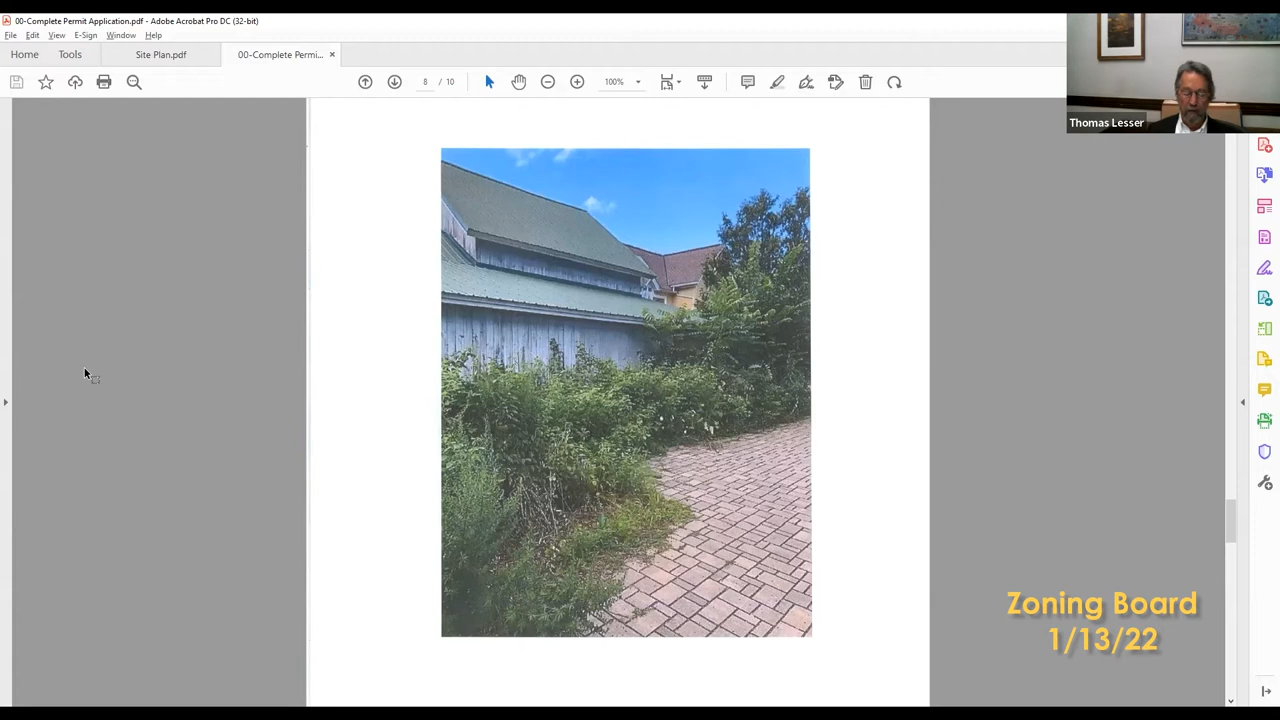 00-Complete Permit Application.pdf - Adobe Acrobat Pro DC (32-bit)
File Edit View E-Sign Window Help
Home Tools Site Plan.pdf 00-Complete Permi... ×
8 / 10 100%
Thomas Lesser
Zoning Board
1/13/22